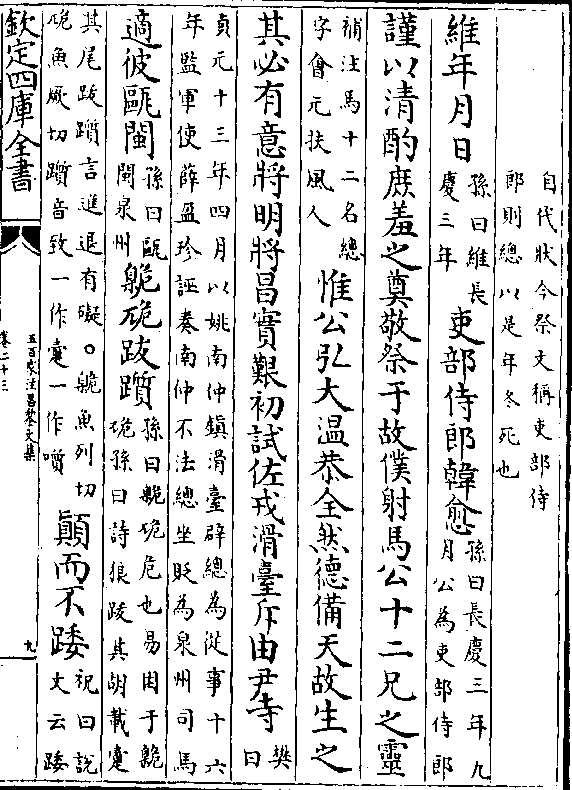 自代狀今祭文稱吏部侍
郎則總以是年冬死也
維年月日
孫曰維長
慶三年
吏部侍郎韓愈
孫曰長慶三年九
月公為吏部侍郎
謹以清酌庶羞之奠敬祭于故僕射馬公十二兄之靈
補注馬十二名總
字會元扶風人
惟公弘大溫恭全然德備天故生之
其必有意將明將昌實艱初試佐戎滑臺斥由尹寺
樊
曰
貞元十三年四月以姚南仲鎮滑臺辟總為從事十六
年監軍使薛盈珍誣奏南仲不法總坐貶為泉州司馬
適彼甌閩
孫曰甌
閩泉州
臲卼跋躓
孫曰臲卼危也易困于臲
卼孫曰詩狼跋其胡載疐
其尾跋躓言進退有礙○臲魚列切
卼魚厥切躓音致一作疐一作嚔
顛而不踒
祝曰說
文云踒
欽定四庫全書
五百家注昌黎文集
卷二十三
九